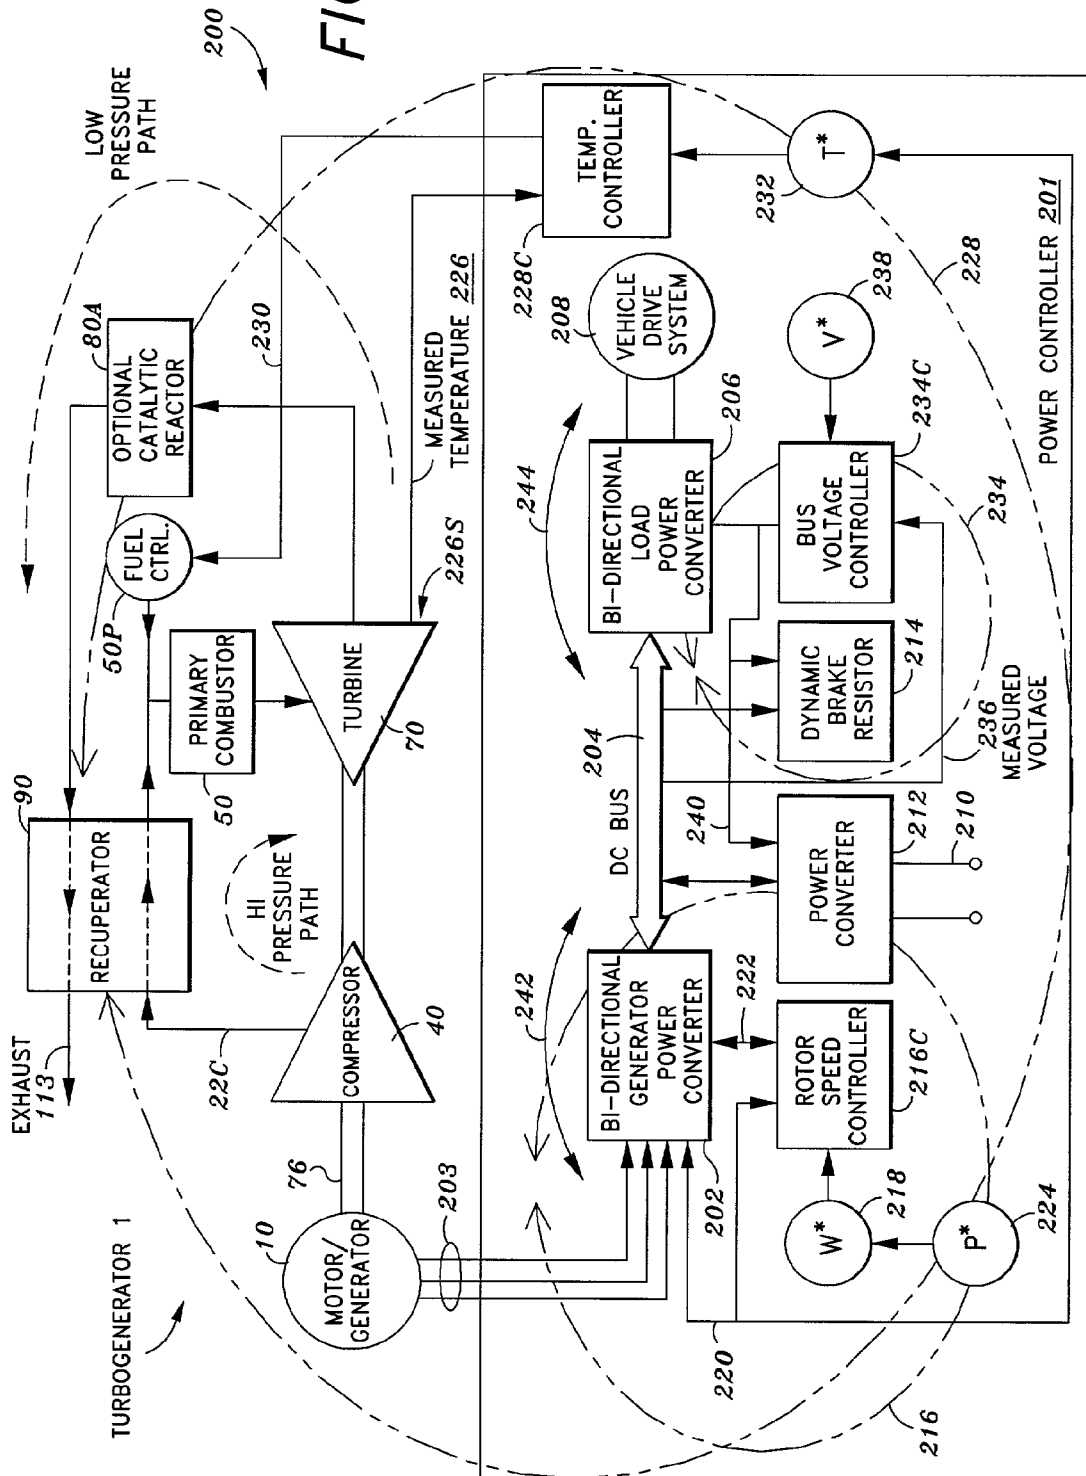 FIG
200
LOW
PRESSURE
PATH
TURBOGENERATOR 1
EXHAUST
113
90
RECUPERATOR
22C
HI
PRESSURE
PATH
50P
FUEL
CTRL.
80A
OPTIONAL
CATALYTIC
REACTOR
230
PRIMARY
COMBUSTOR
50
10
MOTOR/
GENERATOR
76
203
COMPRESSOR
40
TURBINE
70
226S
MEASURED
TEMPERATURE 226
228C
TEMP.
CONTROLLER
T*
232
228
POWER CONTROLLER 201
242
BI-DIRECTIONAL
GENERATOR
POWER
CONVERTER
202
204
DC BUS
244
BI-DIRECTIONAL
LOAD
POWER
CONVERTER
206
208
VEHICLE
DRIVE
SYSTEM
V*
238
BUS
VOLTAGE
CONTROLLER
234C
234
DYNAMIC
BRAKE
RESISTOR
214
236
MEASURED
VOLTAGE
240
POWER
CONVERTER
212
210
222
ROTOR
SPEED
CONTROLLER
216C
W*
218
P*
224
220
216